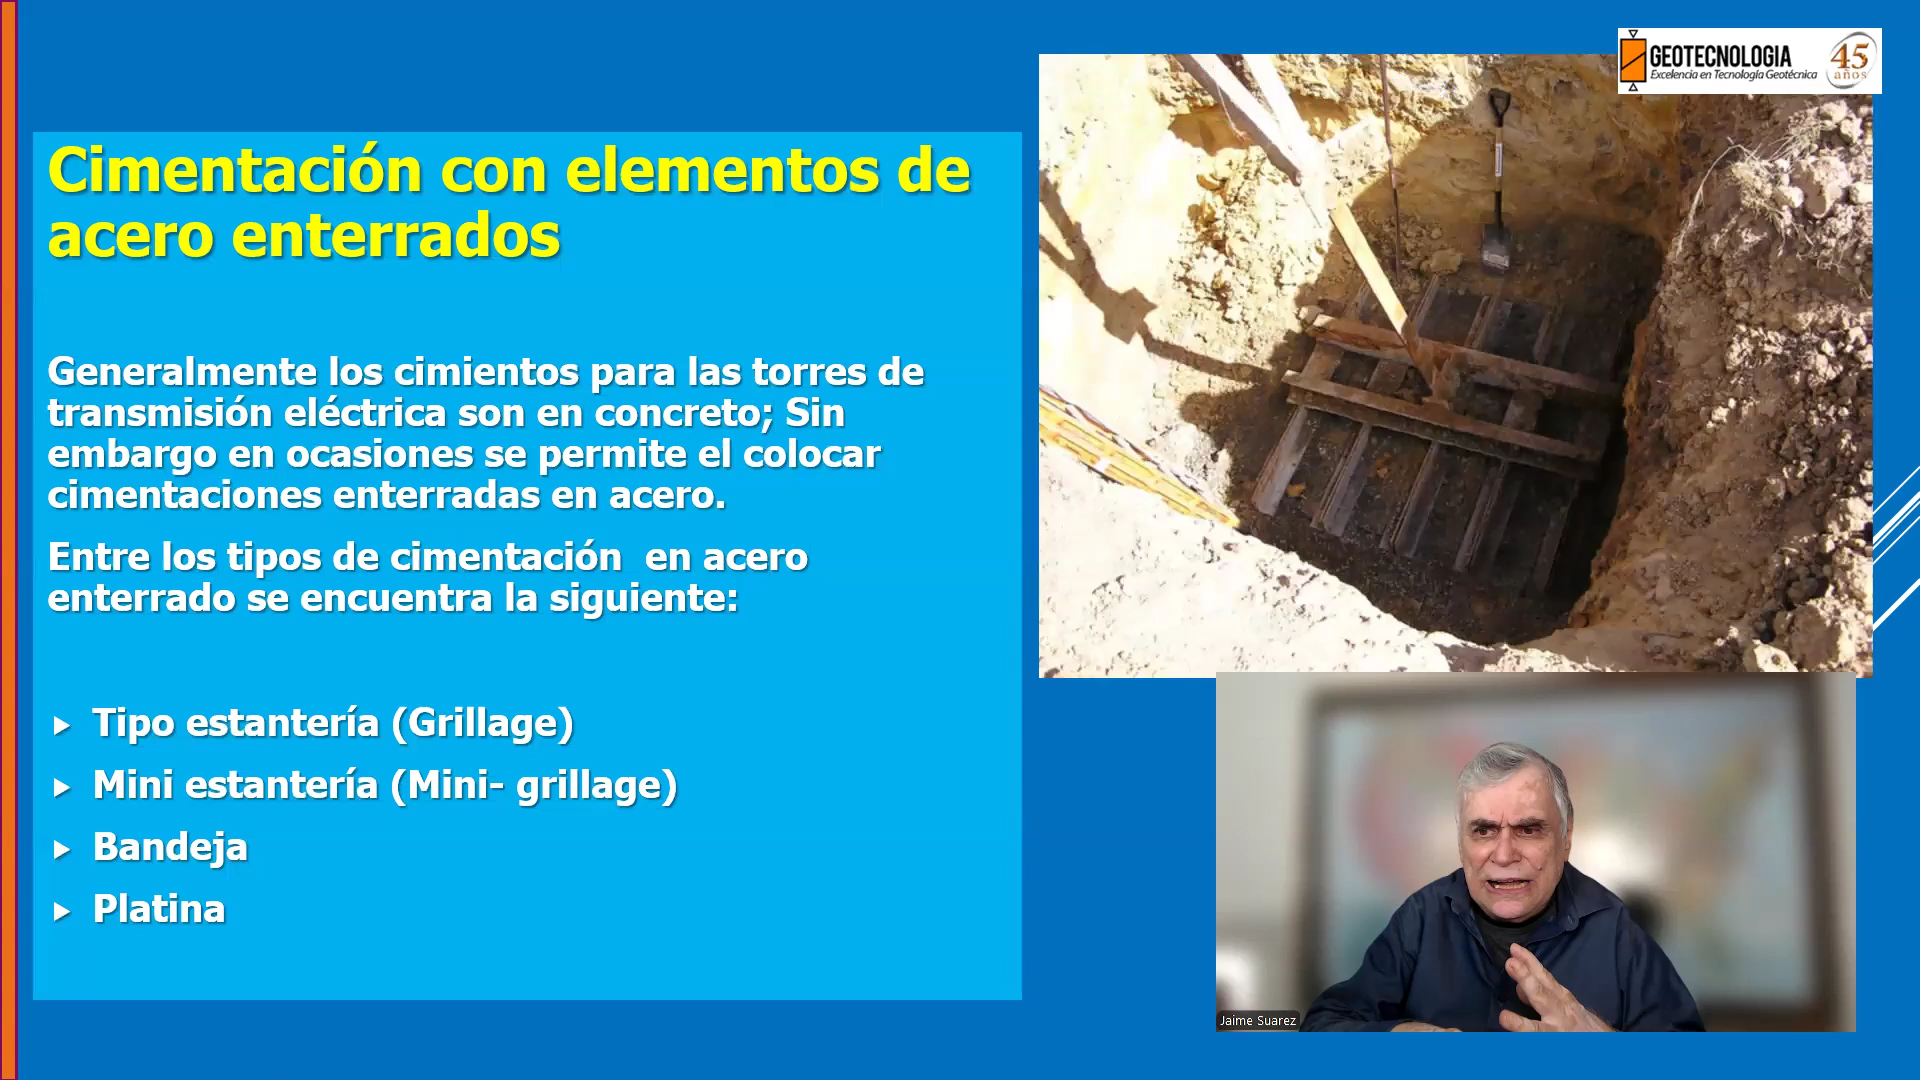 GEOTECNOLOGIA
Excelencia en Tecnología Geotécnica
45
años
Cimentación con elementos de
acero enterrados
Generalmente los cimientos para las torres de
transmisión eléctrica son en concreto; Sin
embargo en ocasiones se permite el colocar
cimentaciones enterradas en acero.
Entre los tipos de cimentación  en acero
enterrado se encuentra la siguiente:
Tipo estantería (Grillage)
Mini estantería (Mini- grillage)
Bandeja
Platina
Jaime Suarez